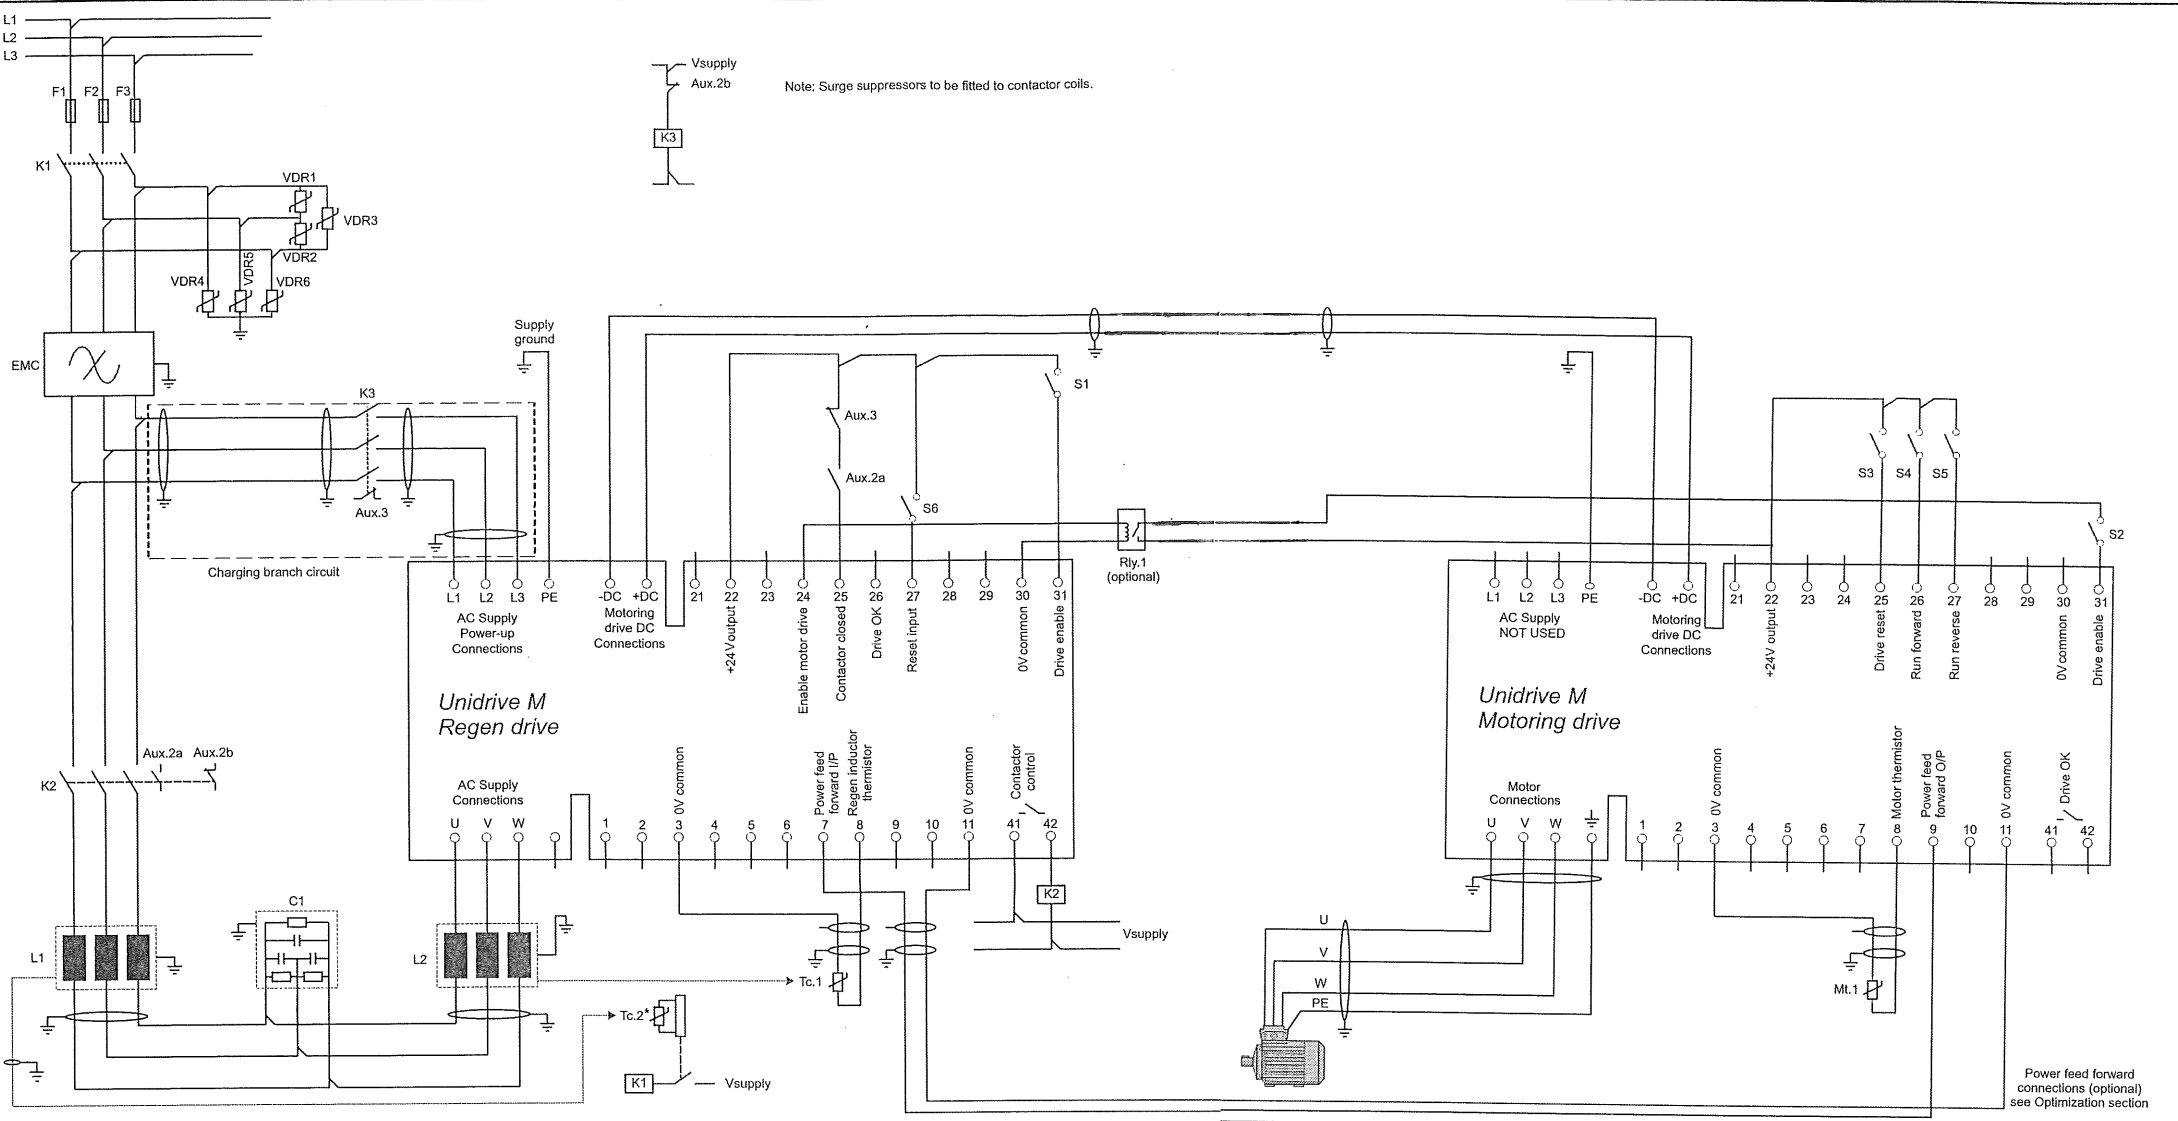 L1
L2
L3
F1 F2 F3
K1
VDR1
VDR3
VDR2
VDR5
VDR4
VDR6
EMC
Vsupply
Aux.2b
K3
Note: Surge suppressors to be fitted to contactor coils.
Supply
ground
K3
Aux.3
Charging branch circuit
Aux.3
Aux.2a
S6
S1
Rly.1
(optional)
S3 S4 S5
S2
L1 L2 L3 PE
AC Supply
Power-up
Connections
-DC +DC
Motoring
drive DC
Connections
21 22 23 24 25 26 27 28 29 30 31
+24V output
Enable motor drive
Contactor closed
Drive OK
Reset input
0V common
Drive enable
Unidrive M
Regen drive
AC Supply
Connections
U V W
1 2 3 4 5 6 7 8 9 10 11 41 42
0V common
Power feed
forward I/P
Regen inductor
thermistor
0V common
Contactor
control
L1 L2 L3 PE
AC Supply
NOT USED
-DC +DC
Motoring
drive DC
Connections
21 22 23 24 25 26 27 28 29 30 31
+24V output
Drive reset
Run forward
Run reverse
0V common
Drive enable
Unidrive M
Motoring drive
Motor
Connections
U V W
1 2 3 4 5 6 7 8 9 10 11 41 42
0V common
Motor thermistor
Power feed
forward O/P
0V common
Drive OK
Aux.2a Aux.2b
K2
L1
C1
L2
Tc.1
Tc.2*
K1
Vsupply
K2
Vsupply
U
V
W
PE
Mt.1
Power feed forward
connections (optional)
see Optimization section